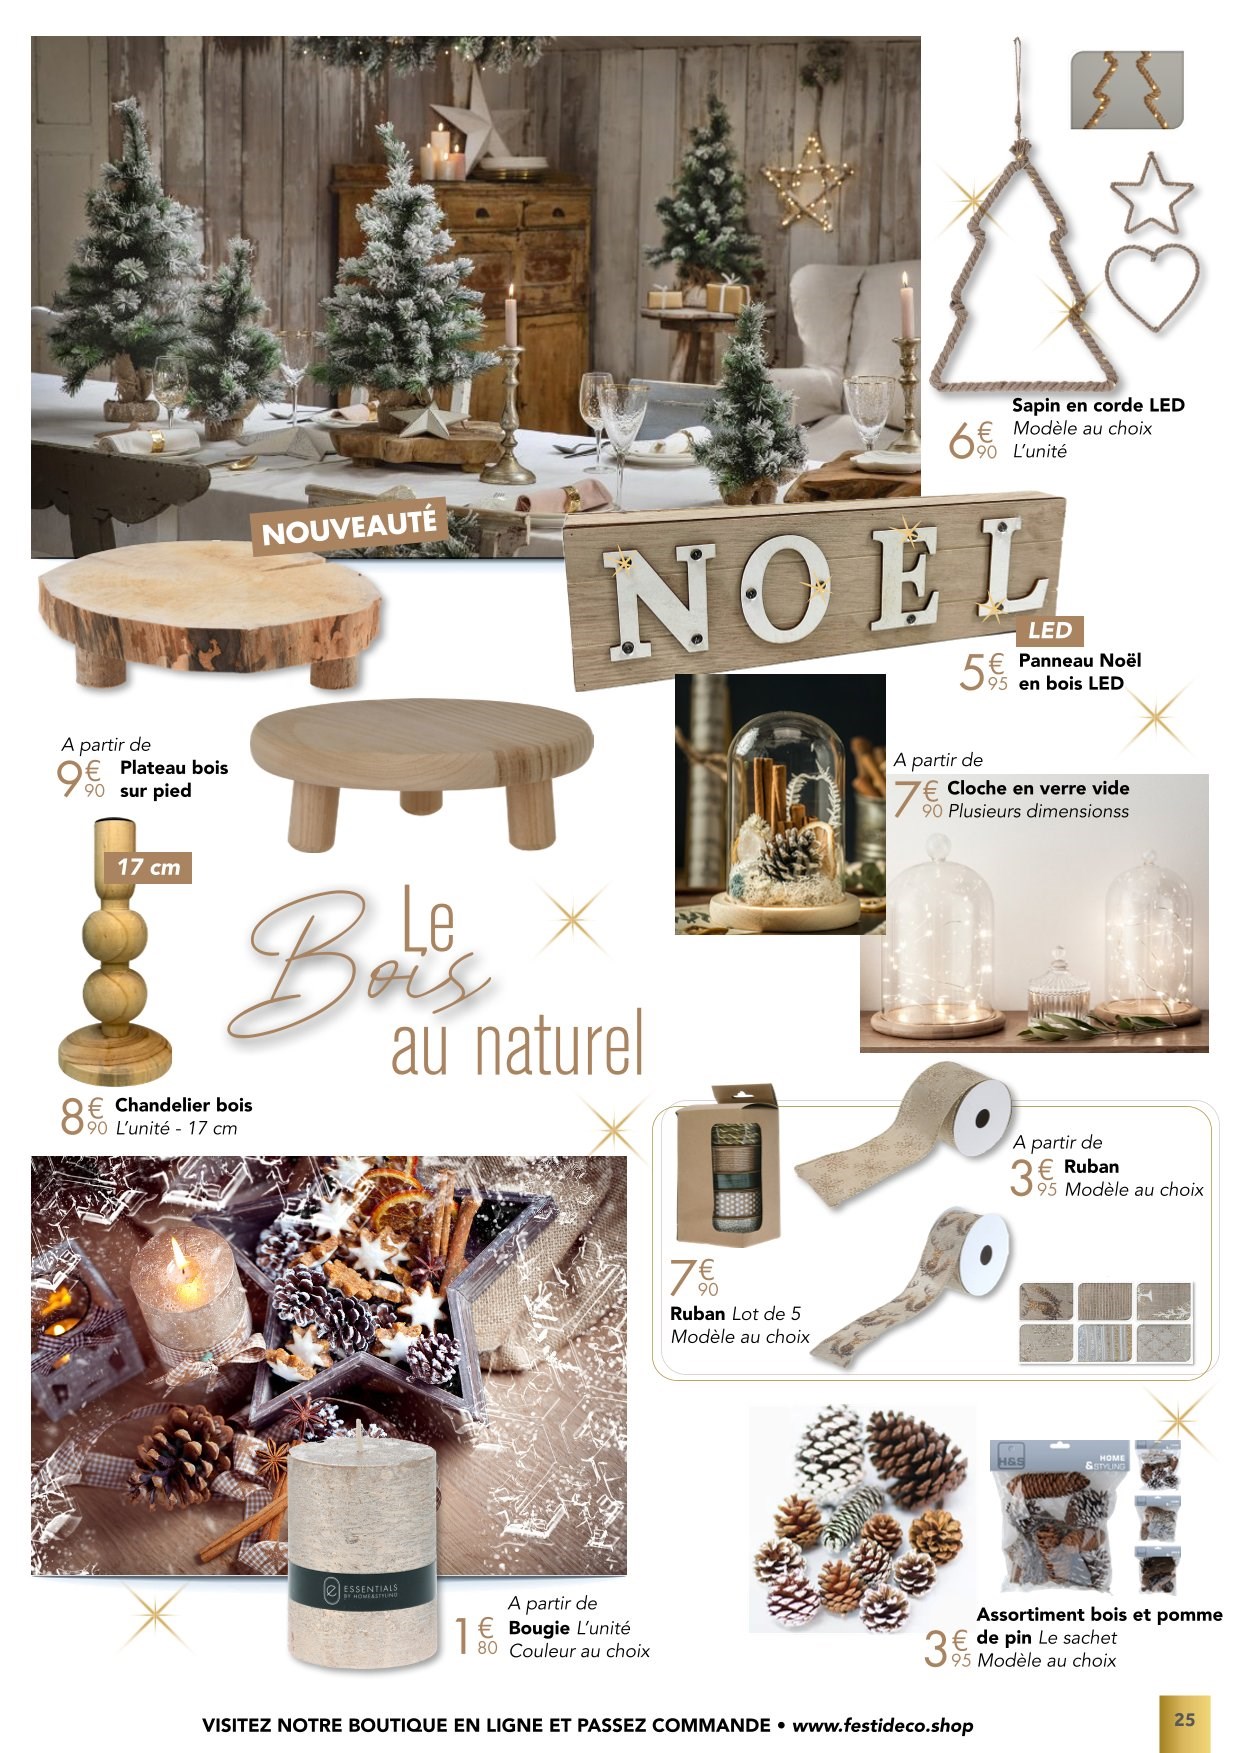 Sapin en corde LED
6€90 Modèle au choix
L'unité
NOUVEAUTÉ
NOEL
LED
5€95 Panneau Noël
en bois LED
A partir de
9€90 Plateau bois
sur pied
A partir de
7€90 Cloche en verre vide
Plusieurs dimensionss
17 cm
Le
Bois
au naturel
8€90 Chandelier bois
L'unité - 17 cm
A partir de
3€95 Ruban
Modèle au choix
7€90
Ruban Lot de 5
Modèle au choix
ESSENTIALS
BY HOME&STYLING
A partir de
1€80 Bougie L'unité
Couleur au choix
H&S
HOME
&STYLING
Assortiment bois et pomme
3€95 de pin Le sachet
Modèle au choix
VISITEZ NOTRE BOUTIQUE EN LIGNE ET PASSEZ COMMANDE • www.festideco.shop
25